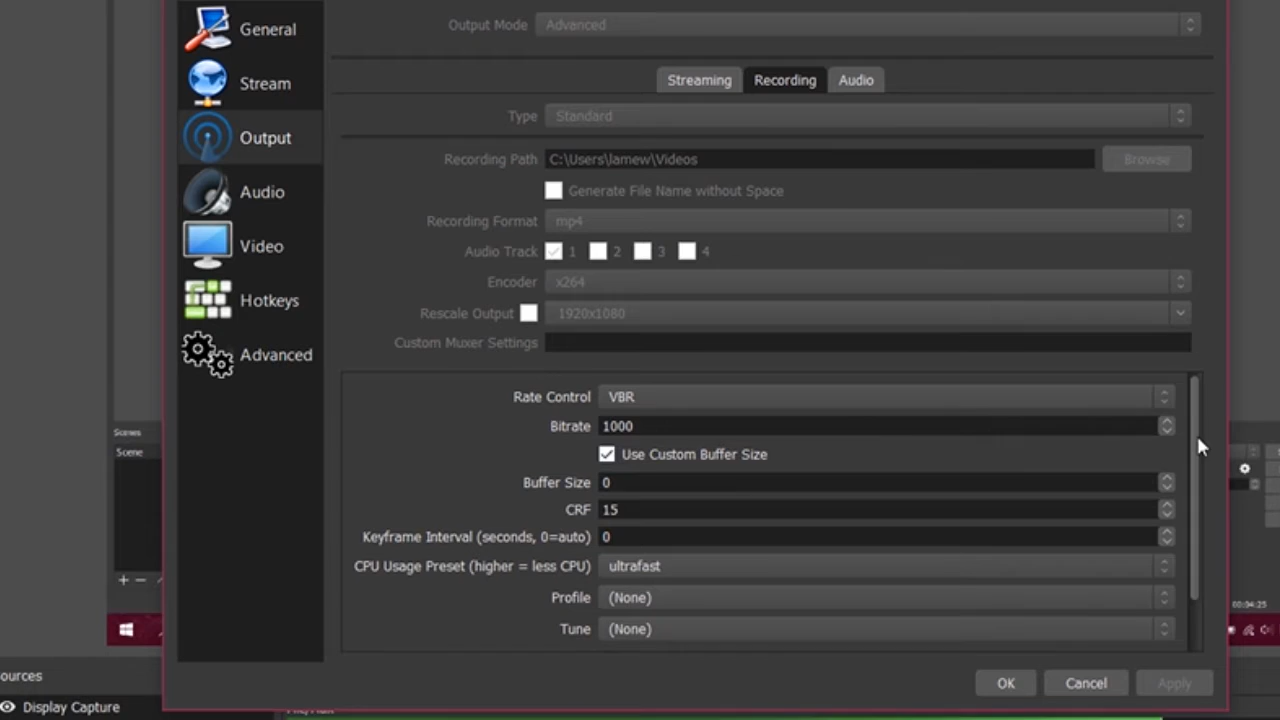 General
Stream
Output
Audio
Video
Hotkeys
Advanced
Output Mode Advanced
Streaming Recording Audio
Type Standard
Recording Path C:\Users\lamew\Videos Browse
Generate File Name without Space
Recording Format mp4
Audio Track 1 2 3 4
Encoder x264
Rescale Output 1920x1080
Custom Muxer Settings
Rate Control VBR
Bitrate 1000
Use Custom Buffer Size
Buffer Size 0
CRF 15
Keyframe Interval (seconds, 0=auto) 0
CPU Usage Preset (higher = less CPU) ultrafast
Profile (None)
Tune (None)
OK Cancel Apply
Scenes
Scene
00:04:25
ources
Display Capture